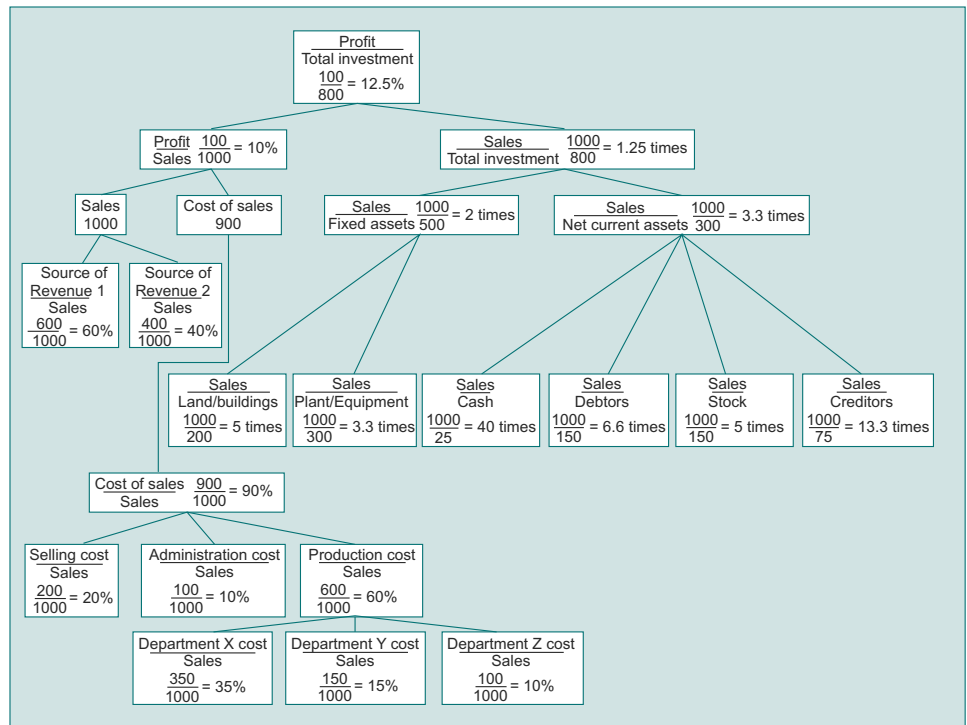 Profit
Total investment
100
800 = 12.5%
Profit 100
Sales 1000 = 10%
Sales 1000
Total investment 800 = 1.25 times
Sales
1000
Cost of sales
900
Sales 1000
Fixed assets 500 = 2 times
Sales 1000
Net current assets 300 = 3.3 times
Source of
Revenue 1
Sales
600
1000 = 60%
Source of
Revenue 2
Sales
400
1000 = 40%
Sales
Land/buildings
1000
200 = 5 times
Sales
Plant/Equipment
1000
300 = 3.3 times
Sales
Cash
1000
25 = 40 times
Sales
Debtors
1000
150 = 6.6 times
Sales
Stock
1000
150 = 5 times
Sales
Creditors
1000
75 = 13.3 times
Cost of sales 900
Sales 1000 = 90%
Selling cost
Sales
200
1000 = 20%
Administration cost
Sales
100
1000 = 10%
Production cost
Sales
600
1000 = 60%
Department X cost
Sales
350
1000 = 35%
Department Y cost
Sales
150
1000 = 15%
Department Z cost
Sales
100
1000 = 10%